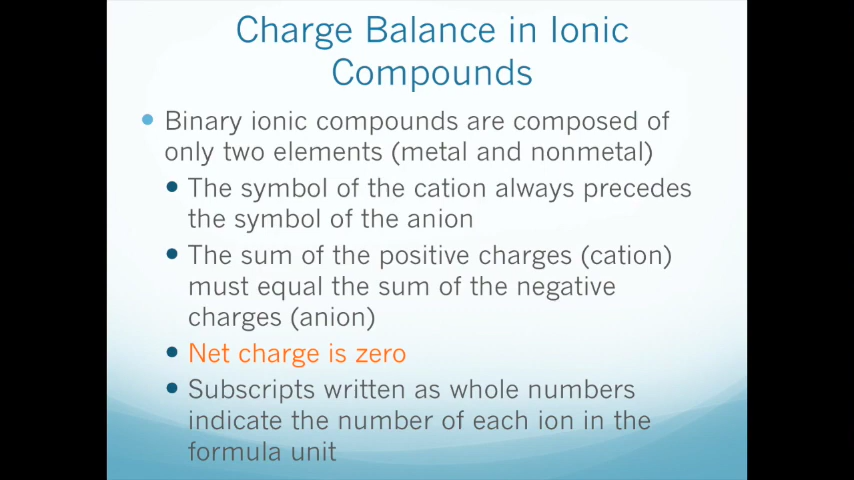 Charge Balance in Ionic
Compounds
Binary ionic compounds are composed of
only two elements (metal and nonmetal)
The symbol of the cation always precedes
the symbol of the anion
The sum of the positive charges (cation)
must equal the sum of the negative
charges (anion)
Net charge is zero
Subscripts written as whole numbers
indicate the number of each ion in the
formula unit